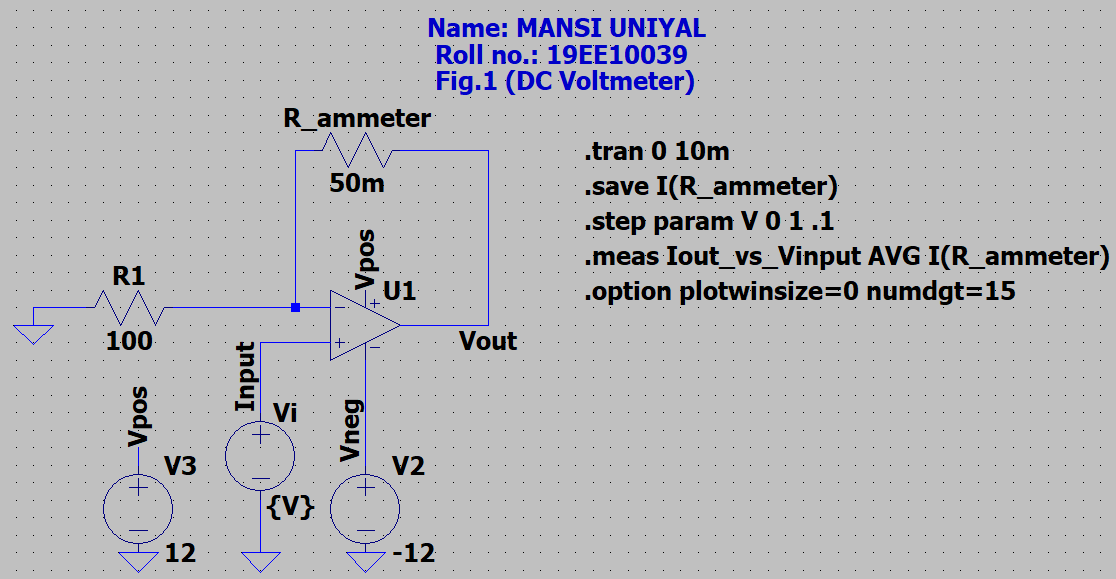 Name: MANSI UNIYAL
Roll no.: 19EE10039
Fig.1 (DC Voltmeter)
R_ammeter
50m
.tran 0 10m
.save I(R_ammeter)
.step param V 0 1 .1
.meas Iout_vs_Vinput AVG I(R_ammeter)
.option plotwinsize=0 numdgt=15
Vpos
R1
100
U1
Vout
Input
Vpos
Vi
{V}
Vneg
V3
12
V2
-12